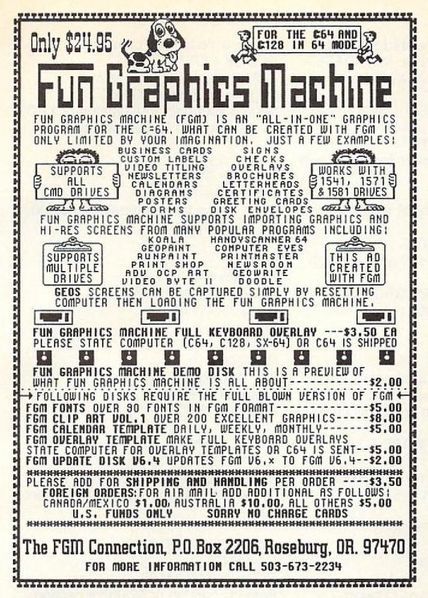 Only $24.95
FOR THE C64 AND
C128 IN 64 MODE
Fun Graphics Machine
FUN GRAPHICS MACHINE (FGM) IS AN "ALL-IN-ONE" GRAPHICS
PROGRAM FOR THE C=64. WHAT CAN BE CREATED WITH FGM IS
ONLY LIMITED BY YOUR IMAGINATION. JUST A FEW EXAMPLES:
BUSINESS CARDS SIGNS
CUSTOM LABELS CHECKS
VIDEO TITLING OVERLAYS
NEWSLETTERS BROCHURES
CALENDARS LETTERHEADS
DIAGRAMS CERTIFICATES
POSTERS GREETING CARDS
FORMS DISK ENVELOPES
SUPPORTS
ALL
CMD DRIVES
WORKS WITH
1541, 1571
1581 DRIVES
FUN GRAPHICS MACHINE SUPPORTS IMPORTING GRAPHICS AND
HI-RES SCREENS FROM MANY POPULAR PROGRAMS INCLUDING:
KOALA HANDYSCANNER 64
GEOPAINT COMPUTER EYES
RUNPAINT PRINTMASTER
PRINT SHOP NEWSROOM
ADV OCP ART GEOWRITE
VIDEO BYTE II DOODLE
SUPPORTS
MULTIPLE
DRIVES
THIS AD
CREATED
WITH FGM
GEOS SCREENS CAN BE CAPTURED SIMPLY BY RESETTING
COMPUTER THEN LOADING THE FUN GRAPHICS MACHINE.
FUN GRAPHICS MACHINE FULL KEYBOARD OVERLAY ---$3.50 EA
PLEASE STATE COMPUTER (C64, C128, SX-64) OR C64 IS SHIPPED
FUN GRAPHICS MACHINE DEMO DISK THIS IS A PREVIEW OF
WHAT FUN GRAPHICS MACHINE IS ALL ABOUT----------$2.00
FOLLOWING DISKS REQUIRE THE FULL BLOWN VERSION OF FGM
FGM FONTS OVER 90 FONTS IN FGM FORMAT-----------$5.00
FGM CLIP ART VOL.1 OVER 200 EXCELLENT GRAPHICS---$8.00
FGM CALENDAR TEMPLATE DAILY, WEEKLY, MONTHLY-----$5.00
FGM OVERLAY TEMPLATE MAKE FULL KEYBOARD OVERLAYS
STATE COMPUTER FOR OVERLAY TEMPLATES OR C64 IS SENT--$5.00
FGM UPDATE DISK V6.4 UPDATES FGM V6.x TO FGM V6.4--$2.00
PLEASE ADD FOR SHIPPING AND HANDLING PER ORDER ----$3.50
FOREIGN ORDERS: FOR AIR MAIL ADD ADDITIONAL AS FOLLOWS:
CANADA/MEXICO $1.00, AUSTRALIA $10.00, ALL OTHERS $5.00
U.S. FUNDS ONLY SORRY NO CHARGE CARDS
The FGM Connection, P.O.Box 2206, Roseburg, OR. 97470
FOR MORE INFORMATION CALL 503-673-2234